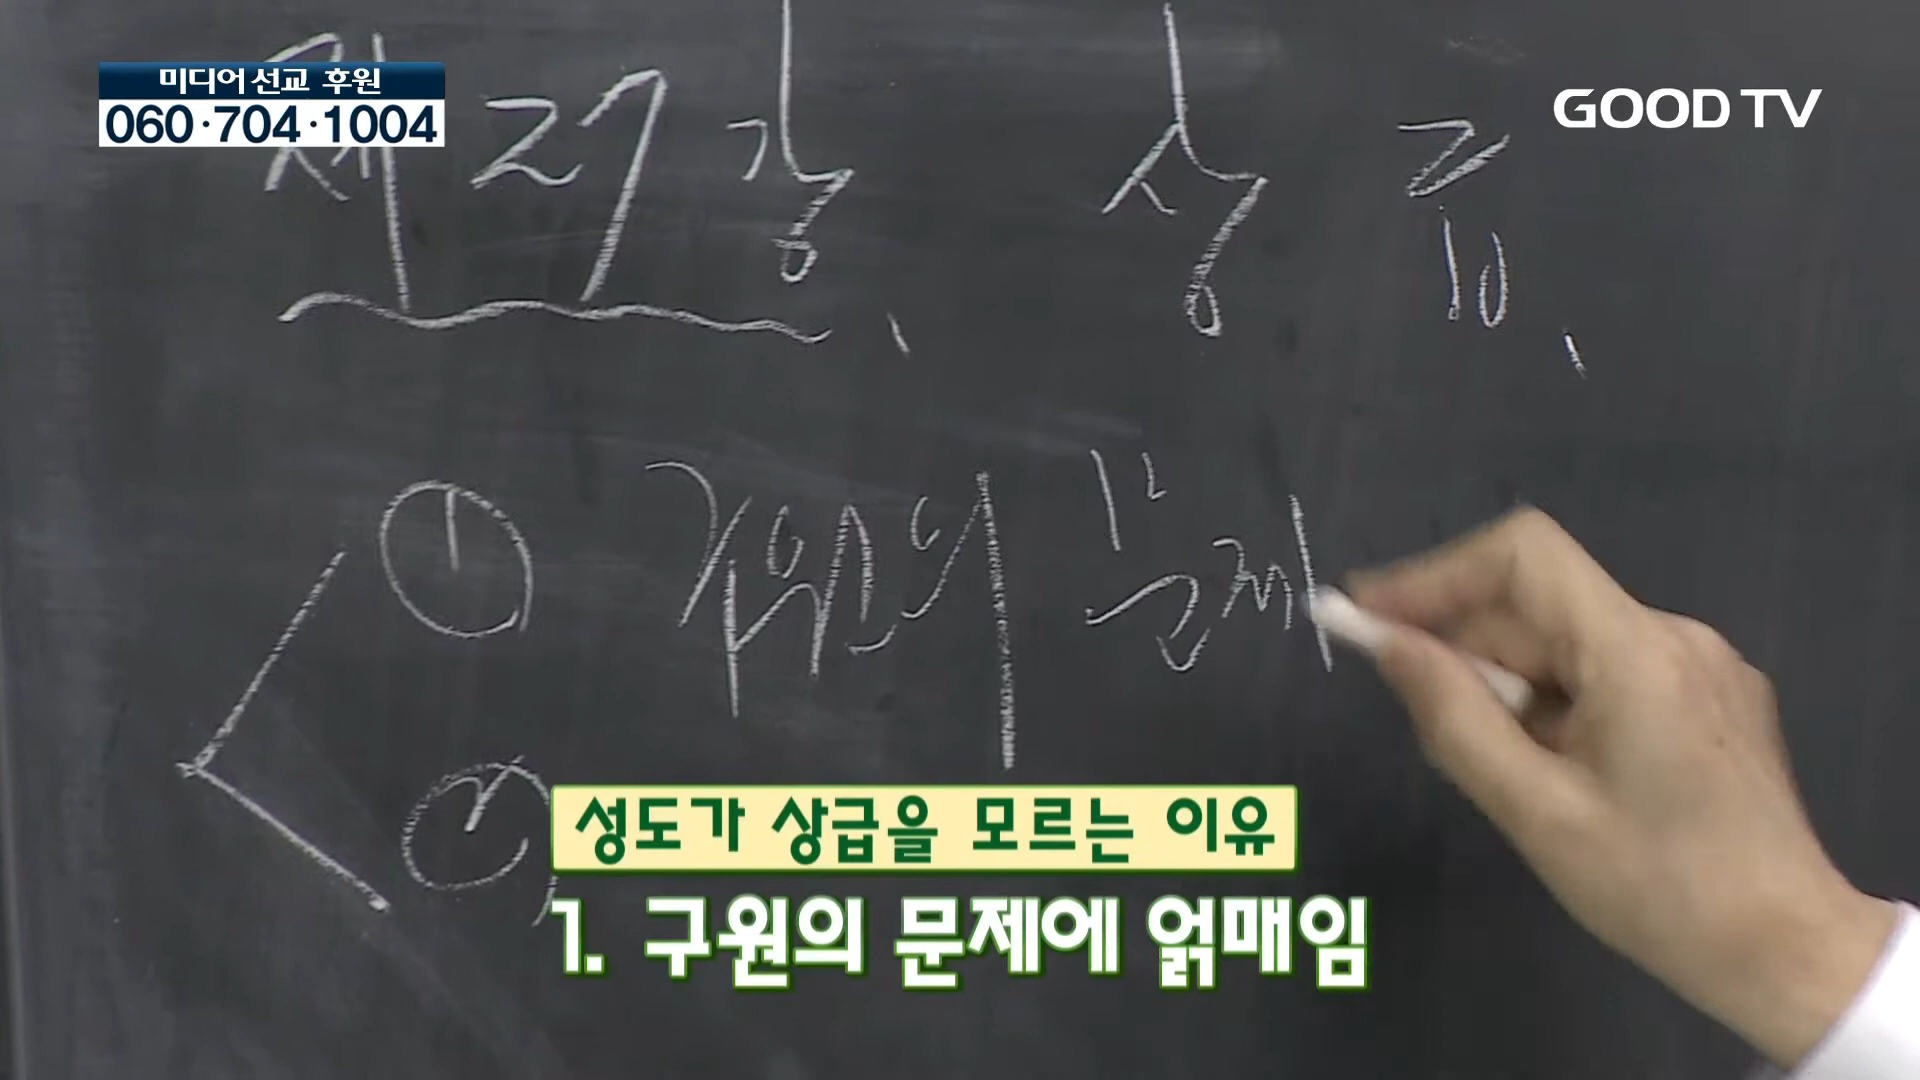 미디어 선교 후원
060·704·1004
GOOD TV
제 27강 상급
① 구원의 문제
②
성도가 상급을 모르는 이유
1. 구원의 문제에 얽매임